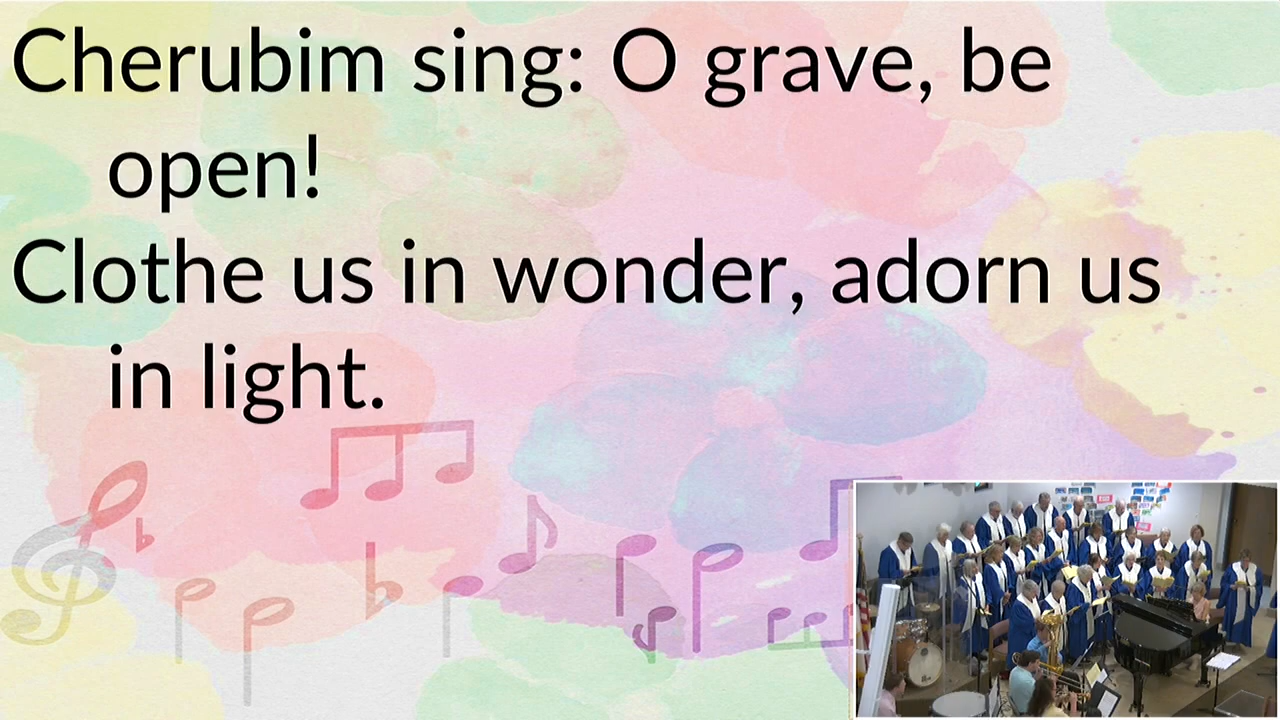 Cherubim sing: O grave, be
open!
Clothe us in wonder, adorn us
in light.